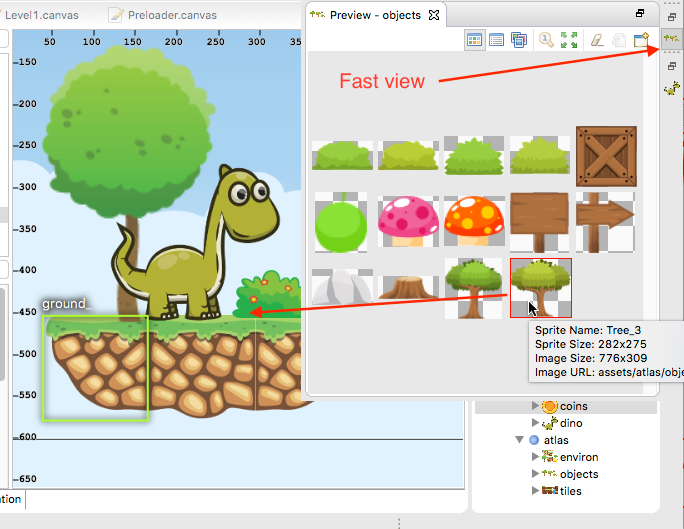 Level1.canvas
Preloader.canvas
Preview - objects
50 100 150 200 250 300
150
200
250
300
350
400
450
500
550
600
650
Fast view
ground_
Sprite Name: Tree_3
Sprite Size: 282x275
Image Size: 776x309
Image URL: assets/atlas/obje
coins
dino
atlas
environ
objects
tiles
ation